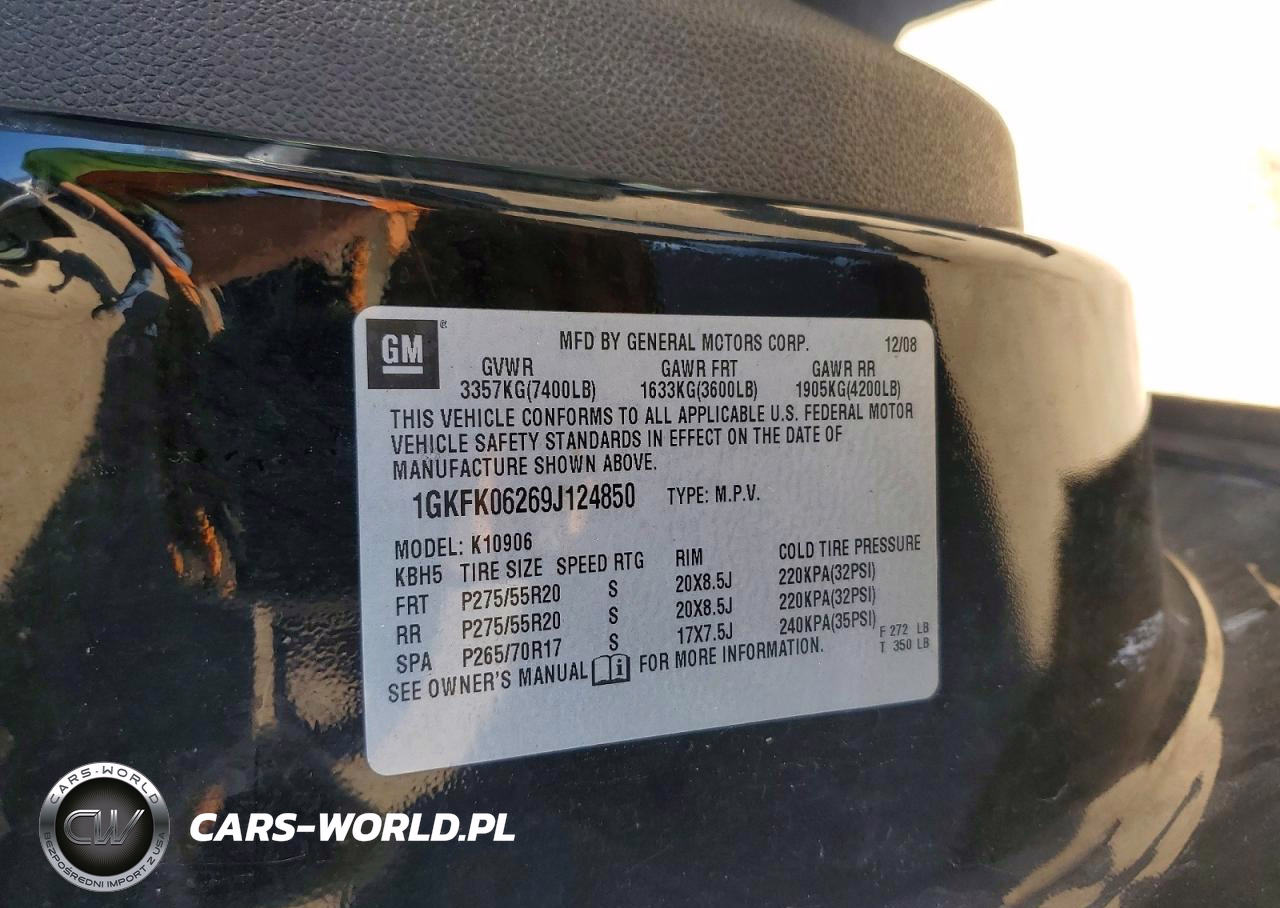 GM ®
MFD BY GENERAL MOTORS CORP. 12/08
GVWR GAWR FRT GAWR RR
3357KG(7400LB) 1633KG(3600LB) 1905KG(4200LB)
THIS VEHICLE CONFORMS TO ALL APPLICABLE U.S. FEDERAL MOTOR
VEHICLE SAFETY STANDARDS IN EFFECT ON THE DATE OF
MANUFACTURE SHOWN ABOVE.
1GKFK06269J124850 TYPE: M.P.V.
MODEL: K10906
KBH5 TIRE SIZE SPEED RTG RIM COLD TIRE PRESSURE
FRT P275/55R20 S 20X8.5J 220KPA(32PSI)
RR P275/55R20 S 20X8.5J 220KPA(32PSI)
SPA P265/70R17 S 17X7.5J 240KPA(35PSI)
F 272 LB
T 350 LB
SEE OWNER'S MANUAL i FOR MORE INFORMATION.
CARS-WORLD
CW
BEZPOŚREDNI IMPORT Z USA
CARS-WORLD.PL